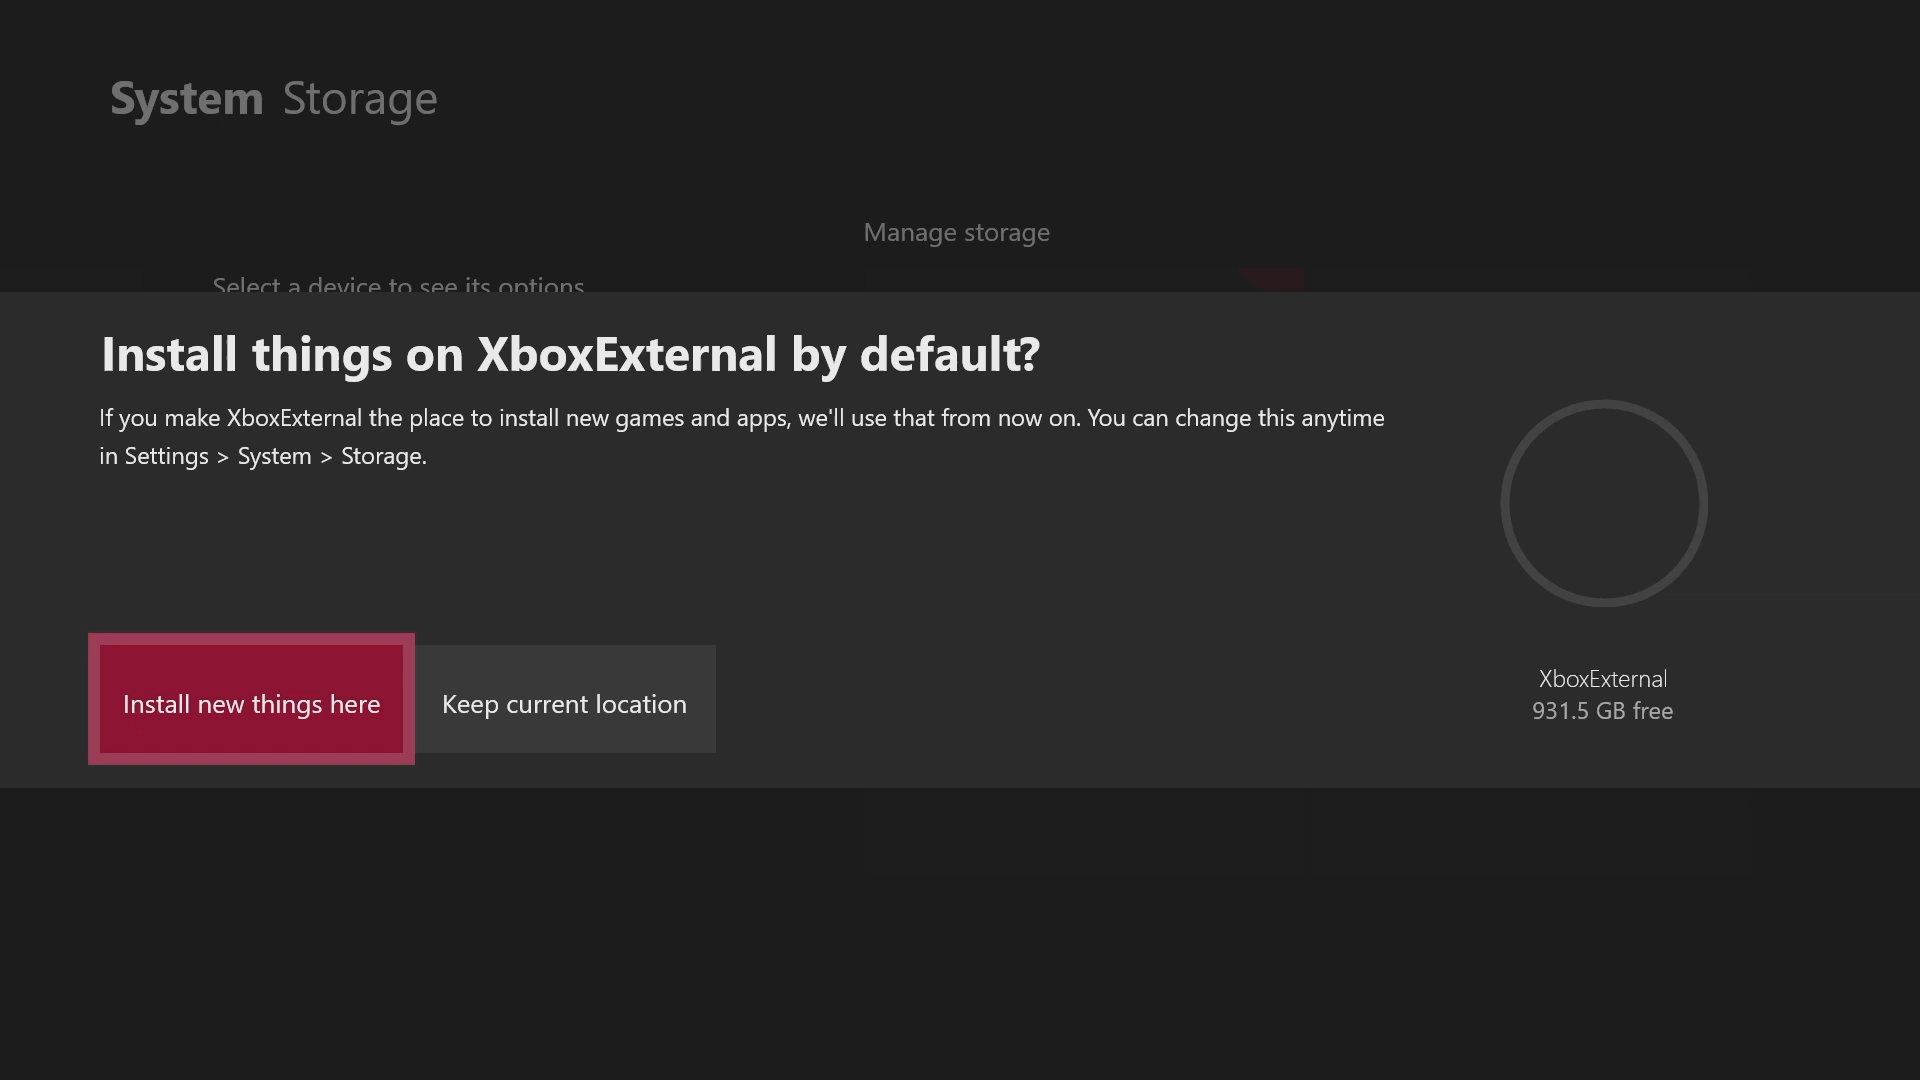 System Storage
Manage storage
Select a device to see its options
Install things on XboxExternal by default?
If you make XboxExternal the place to install new games and apps, we'll use that from now on. You can change this anytime
in Settings > System > Storage.
Install new things here
Keep current location
XboxExternal
931.5 GB free